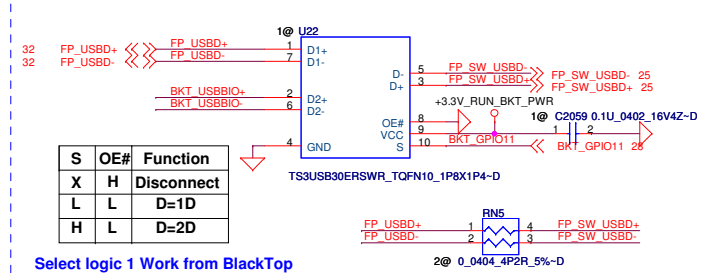 1@ U22
32 FP_USBD+ FP_USBD+ 1 D1+
32 FP_USBD- FP_USBD- 7 D1-
D- 5 FP_SW_USBD- FP_SW_USBD- 25
D+ 3 FP_SW_USBD+ FP_SW_USBD+ 25
BKT_USBBIO+ 2 D2+
BKT_USBBIO- 6 D2-
+3.3V_RUN_BKT_PWR
1@ C2059 0.1U_0402_16V4Z~D
OE# 8
VCC 9 1 2
4 GND S 10 BKT_GPIO11 BKT_GPIO11 28
TS3USB30ERSWR_TQFN10_1P8X1P4~D
S OE# Function
X H Disconnect
L L D=1D
H L D=2D
RN5
FP_USBD+ 1 4 FP_SW_USBD+
FP_USBD- 2 3 FP_SW_USBD-
2@ 0_0404_4P2R_5%~D
Select logic 1 Work from BlackTop